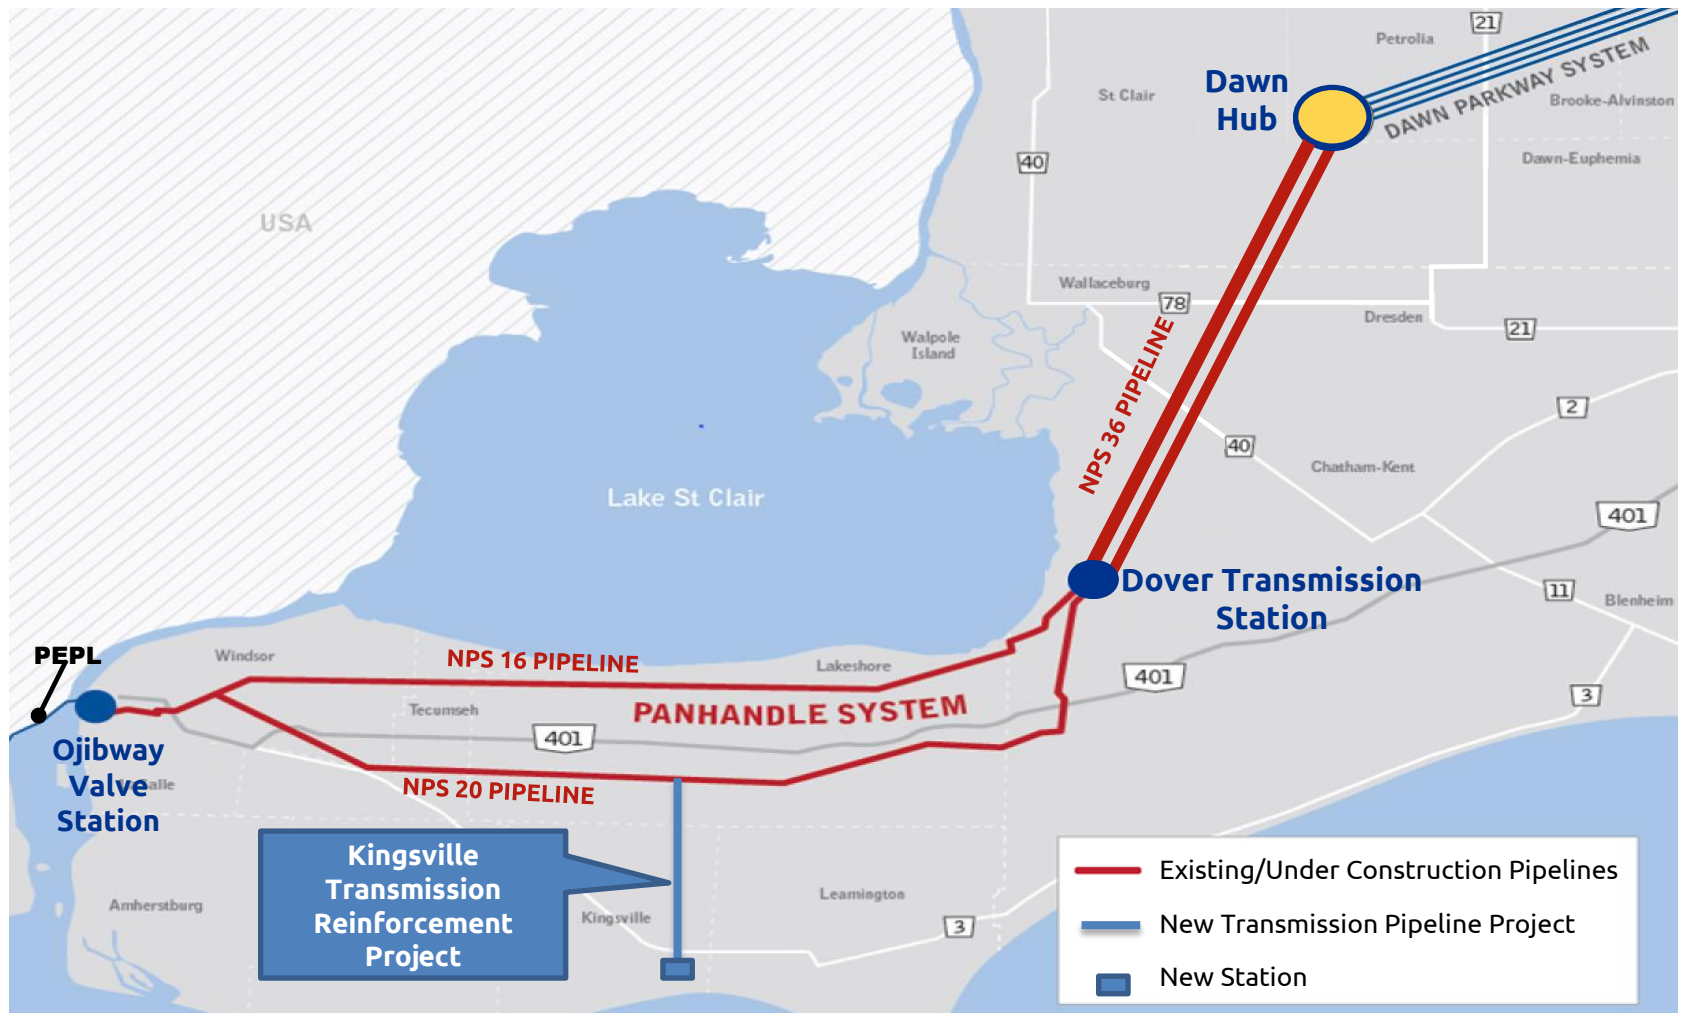 21
Petrolia
DAWN PARKWAY SYSTEM
Dawn
Hub
St Clair
Brooke-Alvinston
40
Dawn-Euphemia
USA
Wallaceburg
78
Dresden
21
Walpole
Island
NPS 36 PIPELINE
2
40
Chatham-Kent
Lake St Clair
401
Dover Transmission
Station
11
Blenheim
PEPL
Windsor
NPS 16 PIPELINE
Lakeshore
401
3
Tecumseh
PANHANDLE SYSTEM
401
Ojibway
Valve
Station
LaSalle
NPS 20 PIPELINE
Kingsville
Transmission
Reinforcement
Project
Amherstburg
Kingsville
Leamington
3
Existing/Under Construction Pipelines
New Transmission Pipeline Project
New Station